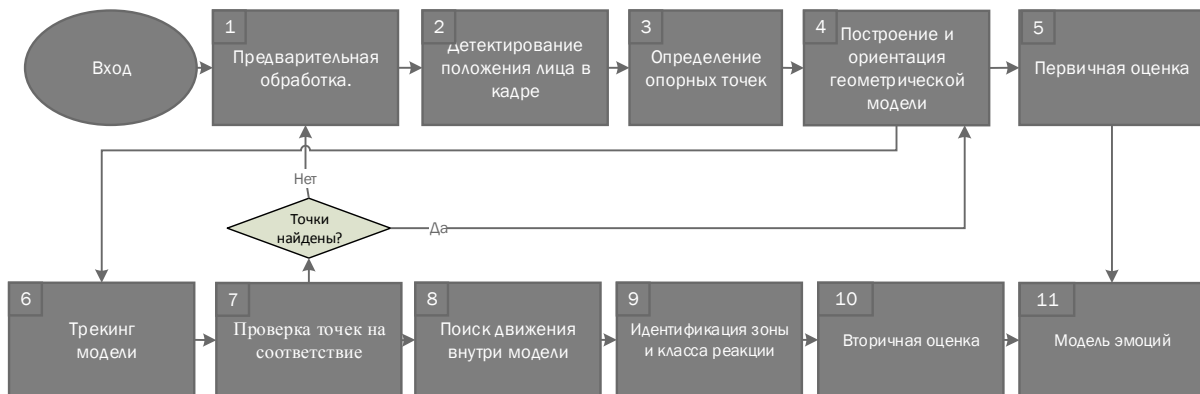 Вход
1
Предварительная
обработка.
2
Детектирование
положения лица в
кадре
3
Определение
опорных точек
4
Построение и
ориентация
геометрической
модели
5
Первичная оценка
Нет
Точки
найдены?
Да
6
Трекинг
модели
7
Проверка точек на
соответствие
8
Поиск движения
внутри модели
9
Идентификация зоны
и класса реакции
10
Вторичная оценка
11
Модель эмоций